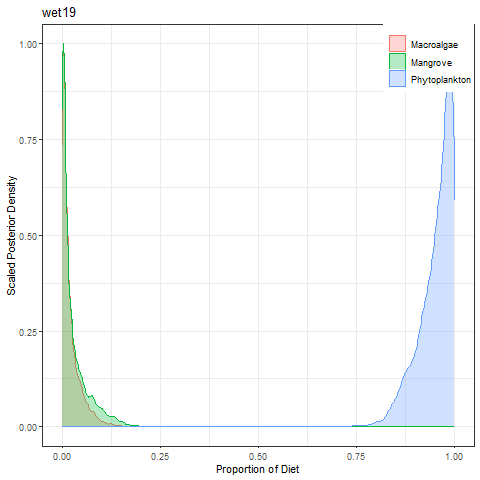 wet19
Macroalgae
Mangrove
Phytoplankton
1.00
0.75
0.50
0.25
0.00
Scaled Posterior Density
0.00 0.25 0.50 0.75 1.00
Proportion of Diet